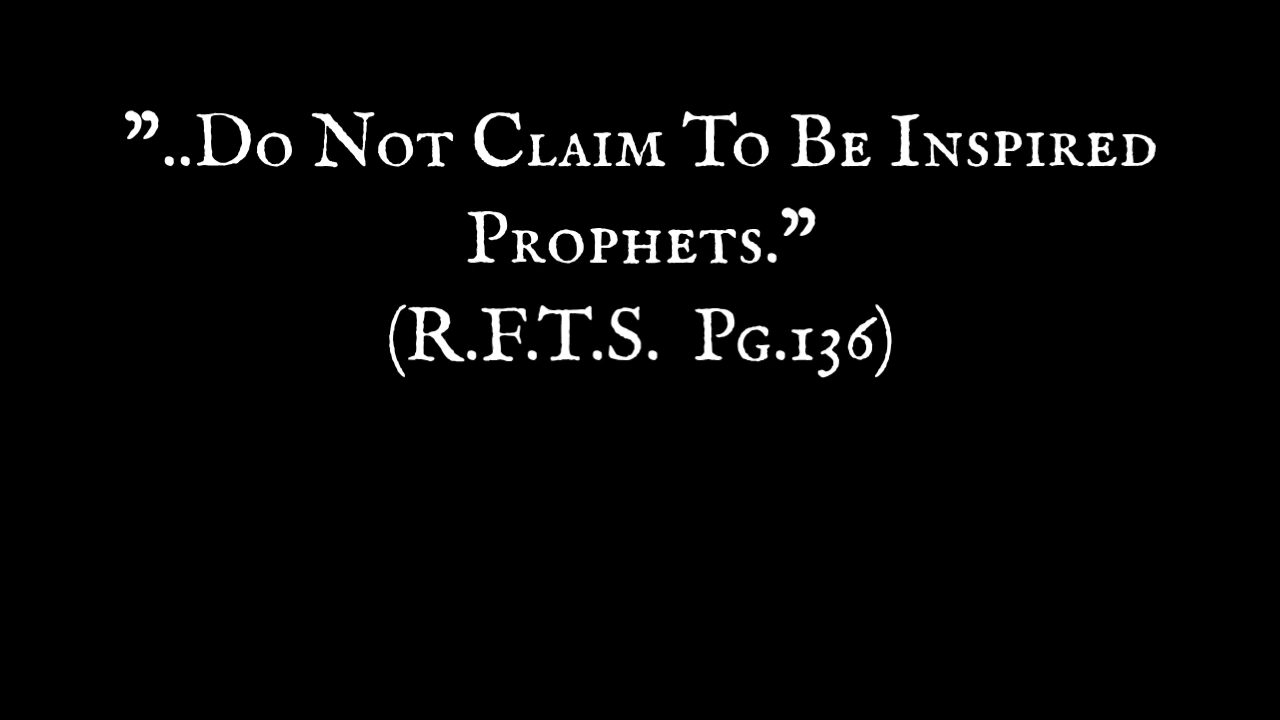 ”..Do Not Claim To Be Inspired
Prophets.”
(R.F.T.S. Pg.136)